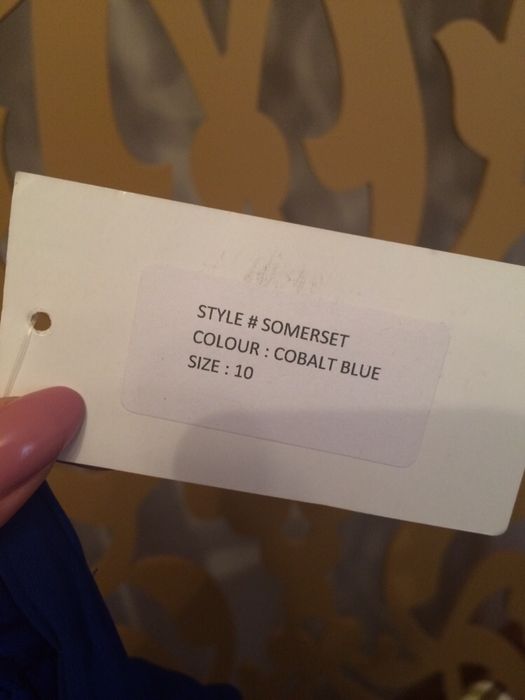 STYLE # SOMERSET
COLOUR : COBALT BLUE
SIZE : 10